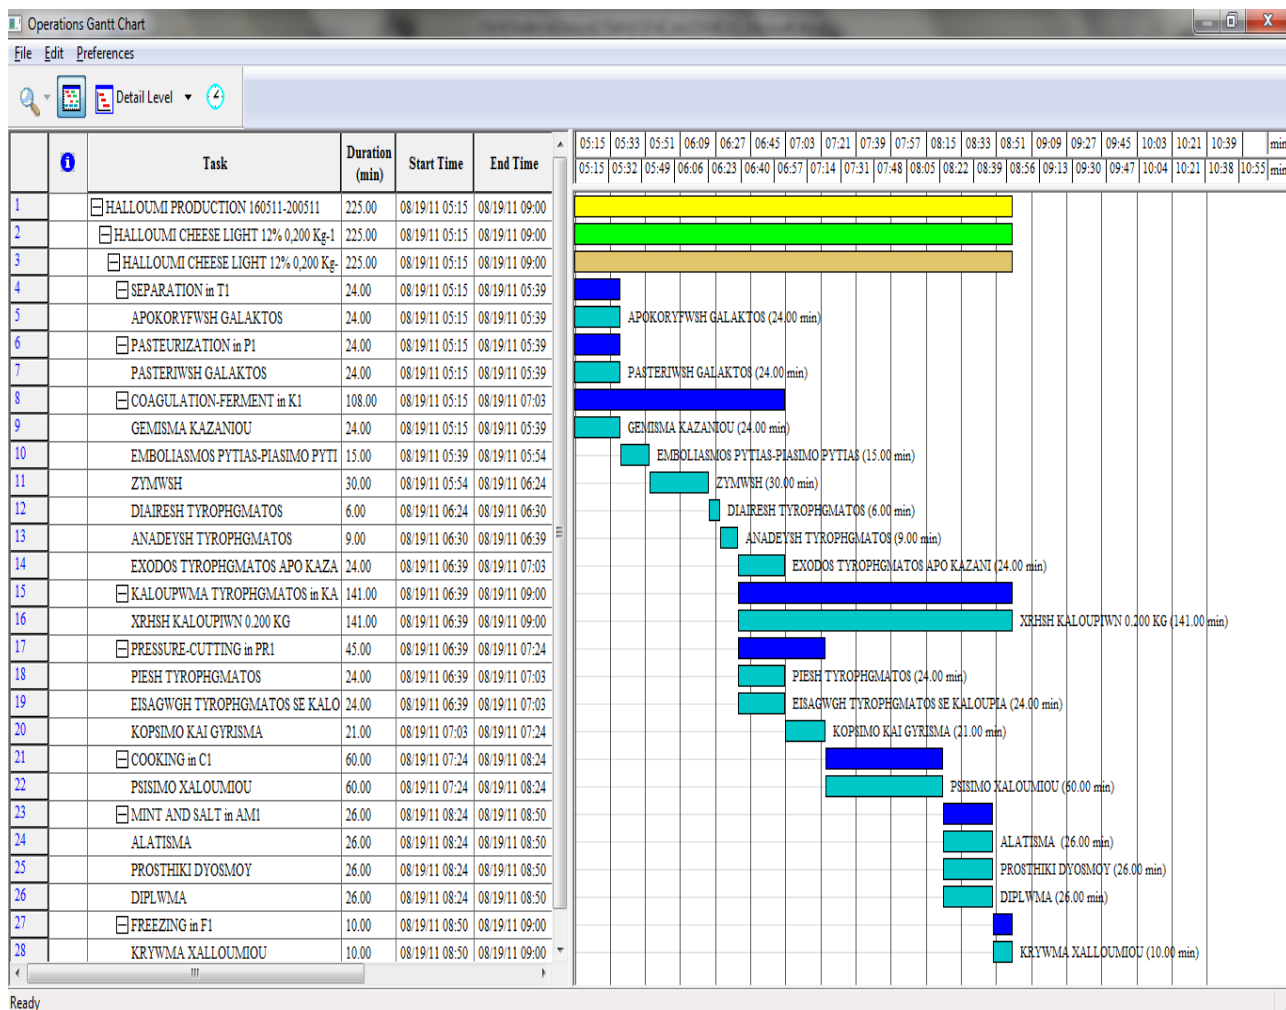 Operations Gantt Chart
File Edit Preferences
Detail Level
Task Duration (min) Start Time End Time
05:15 05:33 05:51 06:09 06:27 06:45 07:03 07:21 07:39 07:57 08:15 08:33 08:51 09:09 09:27 09:45 10:03 10:21 10:39 min
05:15 05:32 05:49 06:06 06:23 06:40 06:57 07:14 07:31 07:48 08:05 08:22 08:39 08:56 09:13 09:30 09:47 10:04 10:21 10:38 10:55 min
1 HALLOUMI PRODUCTION 160511-200511 225.00 08/19/11 05:15 08/19/11 09:00
2 HALLOUMI CHEESE LIGHT 12% 0,200 Kg-1 225.00 08/19/11 05:15 08/19/11 09:00
3 HALLOUMI CHEESE LIGHT 12% 0,200 Kg- 225.00 08/19/11 05:15 08/19/11 09:00
4 SEPARATION in T1 24.00 08/19/11 05:15 08/19/11 05:39
5 APOKORYFWSH GALAKTOS 24.00 08/19/11 05:15 08/19/11 05:39 APOKORYFWSH GALAKTOS (24.00 min)
6 PASTEURIZATION in P1 24.00 08/19/11 05:15 08/19/11 05:39
7 PASTERIWSH GALAKTOS 24.00 08/19/11 05:15 08/19/11 05:39 PASTERIWSH GALAKTOS (24.00 min)
8 COAGULATION-FERMENT in K1 108.00 08/19/11 05:15 08/19/11 07:03
9 GEMISMA KAZANIOU 24.00 08/19/11 05:15 08/19/11 05:39 GEMISMA KAZANIOU (24.00 min)
10 EMBOLIASMOS PYTIAS-PIASIMO PYTI 15.00 08/19/11 05:39 08/19/11 05:54 EMBOLIASMOS PYTIAS-PIASIMO PYTIAS (15.00 min)
11 ZYMWSH 30.00 08/19/11 05:54 08/19/11 06:24 ZYMWSH (30.00 min)
12 DIAIRESH TYROPHGMATOS 6.00 08/19/11 06:24 08/19/11 06:30 DIAIRESH TYROPHGMATOS (6.00 min)
13 ANADEYSH TYROPHGMATOS 9.00 08/19/11 06:30 08/19/11 06:39 ANADEYSH TYROPHGMATOS (9.00 min)
14 EXODOS TYROPHGMATOS APO KAZA 24.00 08/19/11 06:39 08/19/11 07:03 EXODOS TYROPHGMATOS APO KAZANI (24.00 min)
15 KALOUPWMA TYROPHGMATOS in KA 141.00 08/19/11 06:39 08/19/11 09:00
16 XRHSH KALOUPIWN 0.200 KG 141.00 08/19/11 06:39 08/19/11 09:00 XRHSH KALOUPIWN 0.200 KG (141.00 min)
17 PRESSURE-CUTTING in PR1 45.00 08/19/11 06:39 08/19/11 07:24
18 PIESH TYROPHGMATOS 24.00 08/19/11 06:39 08/19/11 07:03 PIESH TYROPHGMATOS (24.00 min)
19 EISAGWGH TYROPHGMATOS SE KALO 24.00 08/19/11 06:39 08/19/11 07:03 EISAGWGH TYROPHGMATOS SE KALOUPIA (24.00 min)
20 KOPSIMO KAI GYRISMA 21.00 08/19/11 07:03 08/19/11 07:24 KOPSIMO KAI GYRISMA (21.00 min)
21 COOKING in C1 60.00 08/19/11 07:24 08/19/11 08:24
22 PSISIMO XALOUMIOU 60.00 08/19/11 07:24 08/19/11 08:24 PSISIMO XALOUMIOU (60.00 min)
23 MINT AND SALT in AM1 26.00 08/19/11 08:24 08/19/11 08:50
24 ALATISMA 26.00 08/19/11 08:24 08/19/11 08:50 ALATISMA (26.00 min)
25 PROSTHIKI DYOSMOY 26.00 08/19/11 08:24 08/19/11 08:50 PROSTHIKI DYOSMOY (26.00 min)
26 DIPLWMA 26.00 08/19/11 08:24 08/19/11 08:50 DIPLWMA (26.00 min)
27 FREEZING in F1 10.00 08/19/11 08:50 08/19/11 09:00
28 KRYWMA XALLOUMIOU 10.00 08/19/11 08:50 08/19/11 09:00 KRYWMA XALLOUMIOU (10.00 min)
Ready